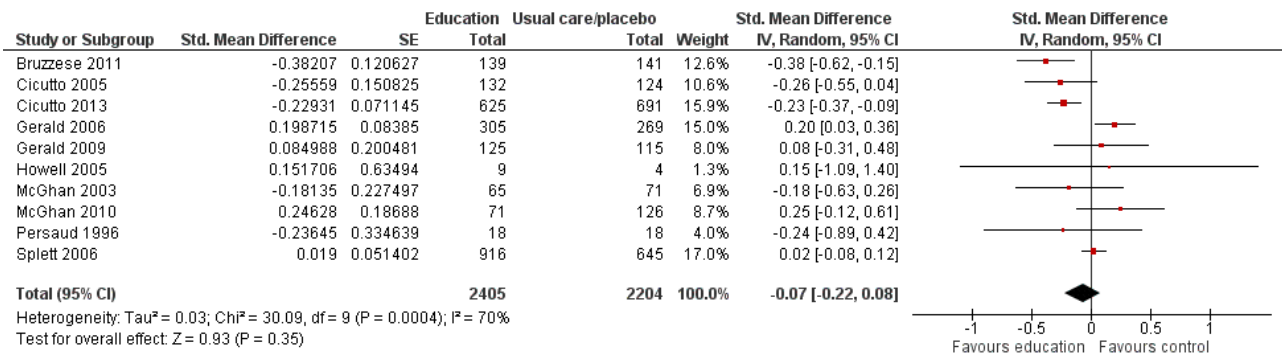 Education Usual care/placebo Std. Mean Difference Std. Mean Difference
Study or Subgroup Std. Mean Difference SE Total Total Weight IV, Random, 95% CI IV, Random, 95% CI
Bruzzese 2011 -0.38207 0.120627 139 141 12.6% -0.38 [-0.62, -0.15]
Cicutto 2005 -0.25559 0.150825 132 124 10.6% -0.26 [-0.55, 0.04]
Cicutto 2013 -0.22931 0.071145 625 691 15.9% -0.23 [-0.37, -0.09]
Gerald 2006 0.198715 0.08385 305 269 15.0% 0.20 [0.03, 0.36]
Gerald 2009 0.084988 0.200481 125 115 8.0% 0.08 [-0.31, 0.48]
Howell 2005 0.151706 0.63494 9 4 1.3% 0.15 [-1.09, 1.40]
McGhan 2003 -0.18135 0.227497 65 71 6.9% -0.18 [-0.63, 0.26]
McGhan 2010 0.24628 0.18688 71 126 8.7% 0.25 [-0.12, 0.61]
Persaud 1996 -0.23645 0.334639 18 18 4.0% -0.24 [-0.89, 0.42]
Splett 2006 0.019 0.051402 916 645 17.0% 0.02 [-0.08, 0.12]
Total (95% CI) 2405 2204 100.0% -0.07 [-0.22, 0.08]
Heterogeneity: Tau² = 0.03; Chi² = 30.09, df = 9 (P = 0.0004); I² = 70%
Test for overall effect: Z = 0.93 (P = 0.35)
-1 -0.5 0 0.5 1
Favours education Favours control